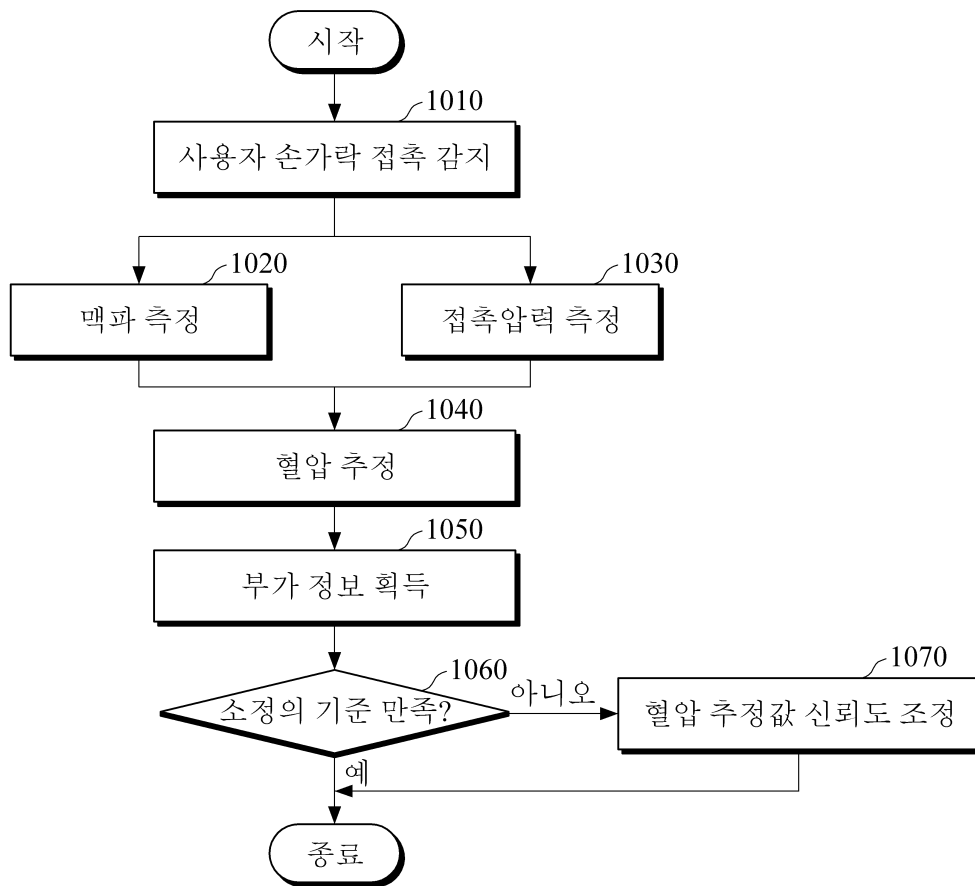 시작
1010
사용자 손가락 접촉 감지
1020
맥파 측정
1030
접촉압력 측정
1040
혈압 추정
1050
부가 정보 획득
1060
소정의 기준 만족?
아니오
1070
혈압 추정값 신뢰도 조정
예
종료